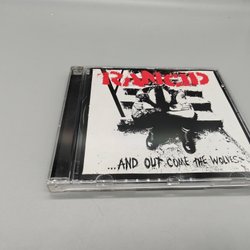 RANCID
...AND OUT COME THE WOLVES